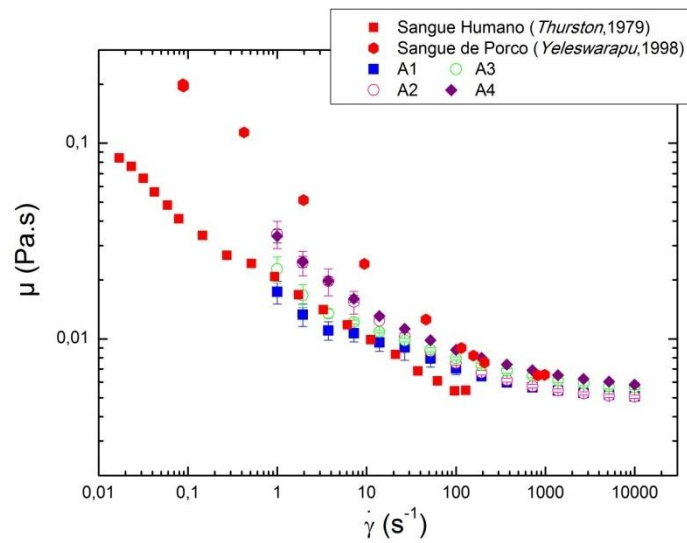 Sangue Humano (Thurston,1979)
Sangue de Porco (Yeleswarapu,1998)
A1 A3
A2 A4
0,1
0,01
μ (Pa.s)
0,01 0,1 1 10 100 1000 10000
γ̇ (s⁻¹)